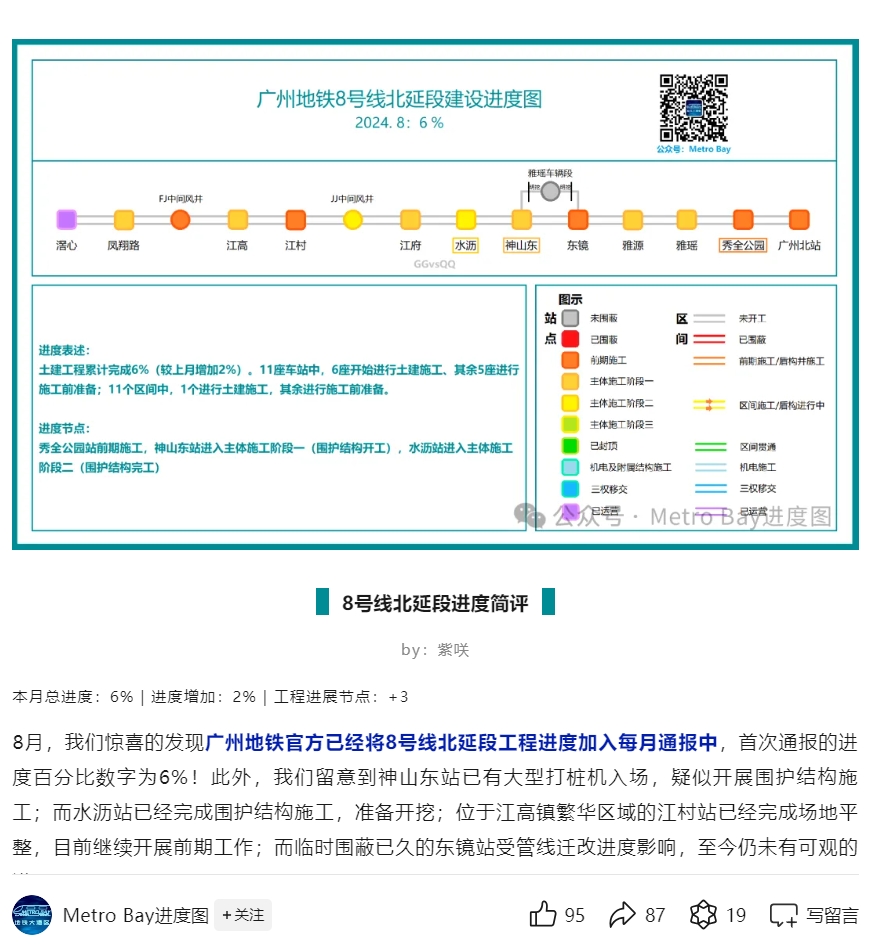 广州地铁8号线北延段建设进度图
2024. 8：6%
公众号：Metro Bay
雅瑶车辆段
FJ中间风井
JJ中间风井
滘心
凤翔路
江高
江村
江府
水沥
神山东
东镜
雅源
雅瑶
秀全公园
广州北站
GGvsQQ
进度表述：
土建工程累计完成6%（较上月增加2%）。11座车站中，6座开始进行土建施工、其余5座进行
施工前准备；11个区间中，1个进行土建施工，其余进行施工前准备。
进度节点：
秀全公园站前期施工，神山东站进入主体施工阶段一（围护结构开工），水沥站进入主体施工
阶段二（围护结构完工）
图示
站点
未围蔽
已围蔽
前期施工
主体施工阶段一
主体施工阶段二
主体施工阶段三
已封顶
机电及附属结构施工
三权移交
已运营
区间
未开工
已围蔽
前期施工/盾构井施工
区间施工/盾构进行中
区间贯通
机电施工
三权移交
已运营
公众号 · Metro Bay进度图
8号线北延段进度简评
by：紫咲
本月总进度：6% | 进度增加：2% | 工程进展节点：+3
8月，我们惊喜的发现广州地铁官方已经将8号线北延段工程进度加入每月通报中，首次通报的进
度百分比数字为6%！此外，我们留意到神山东站已有大型打桩机入场，疑似开展围护结构施
工；而水沥站已经完成围护结构施工，准备开挖；位于江高镇繁华区域的江村站已经完成场地平
整，目前继续开展前期工作；而临时围蔽已久的东镜站受管线迁改进度影响，至今仍未有可观的
Metro Bay进度图
+关注
95
87
19
写留言